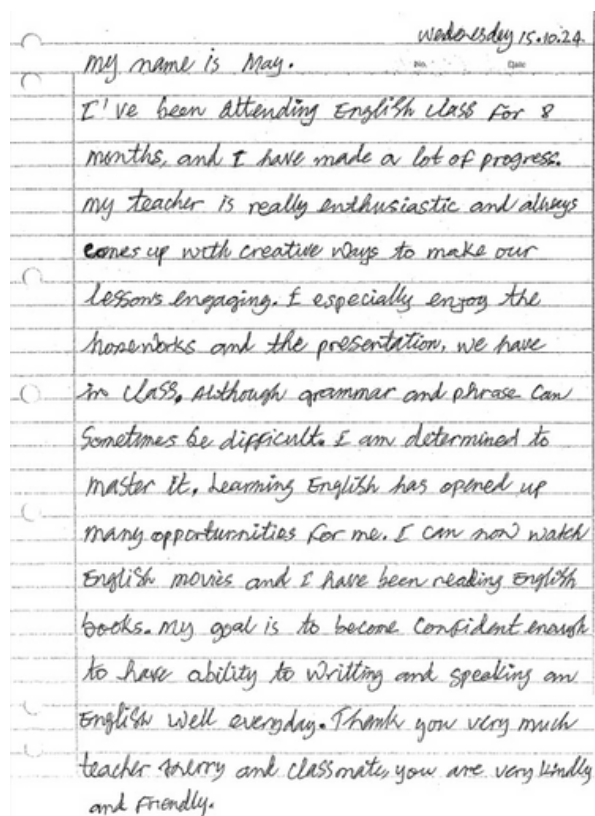 Wednesday 15.10.24
No. Date
my name is May.
I've been attending English class for 8
months, and I have made a lot of progress.
my teacher is really enthusiastic and always
comes up with creative ways to make our
lessons engaging. I especially enjoy the
homeworks and the presentation, we have
in class. Although grammar and phrase can
sometimes be difficult. I am determined to
master it. Learning English has opened up
many opporturnities for me. I can now watch
English movies and I have been reading English
books. my goal is to become confident enough
to have ability to writting and speaking an
English well everyday. Thank you very much
teacher and classmate, you are very kindly
and friendly.